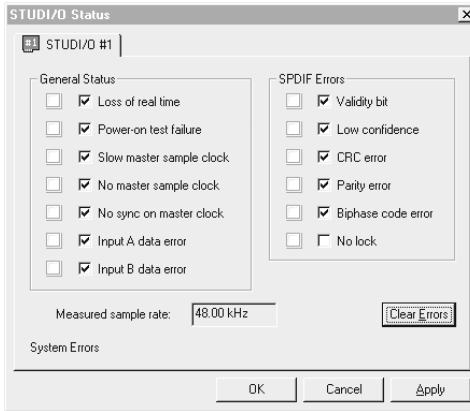 STUDI/O Status
#1 STUDI/O #1
General Status
Loss of real time
Power-on test failure
Slow master sample clock
No master sample clock
No sync on master clock
Input A data error
Input B data error
SPDIF Errors
Validity bit
Low confidence
CRC error
Parity error
Biphase code error
No lock
Measured sample rate: 48.00 kHz
Clear Errors
System Errors
OK Cancel Apply